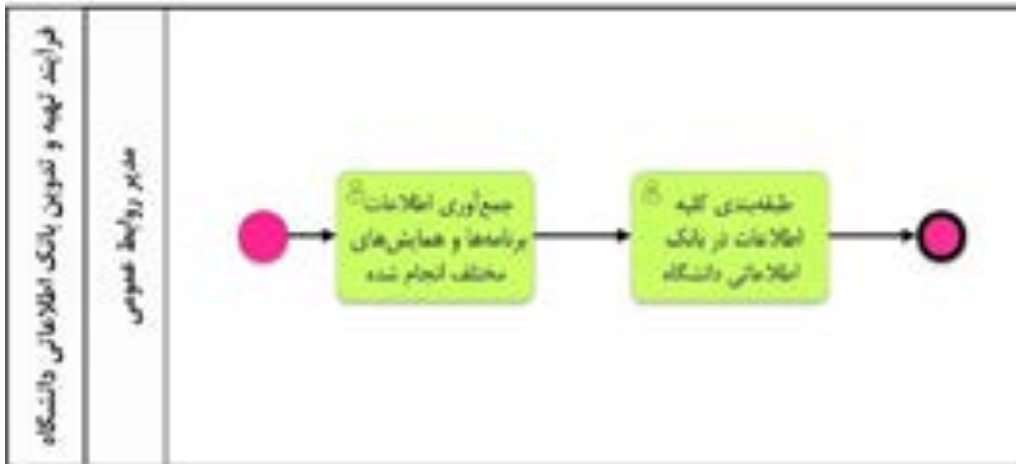 فرایند تهیه و تدوین بانک اطلاعاتی دانشگاه
مدیر روابط عمومی
جمع‌آوری اطلاعات
برنامه‌ها و همایش‌های
مختلف انجام شده
طبقه‌بندی کلیه
اطلاعات در بانک
اطلاعاتی دانشگاه